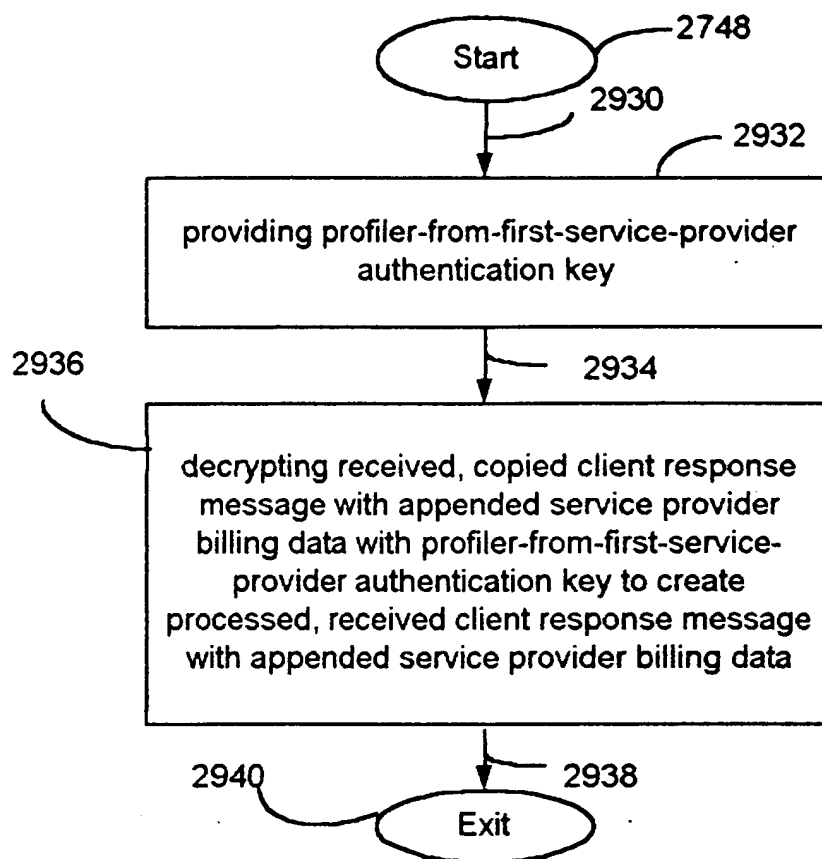 Start
2748
2930
2932
providing profiler-from-first-service-provider
authentication key
2934
2936
decrypting received, copied client response
message with appended service provider
billing data with profiler-from-first-service-
provider authentication key to create
processed, received client response message
with appended service provider billing data
2938
2940
Exit